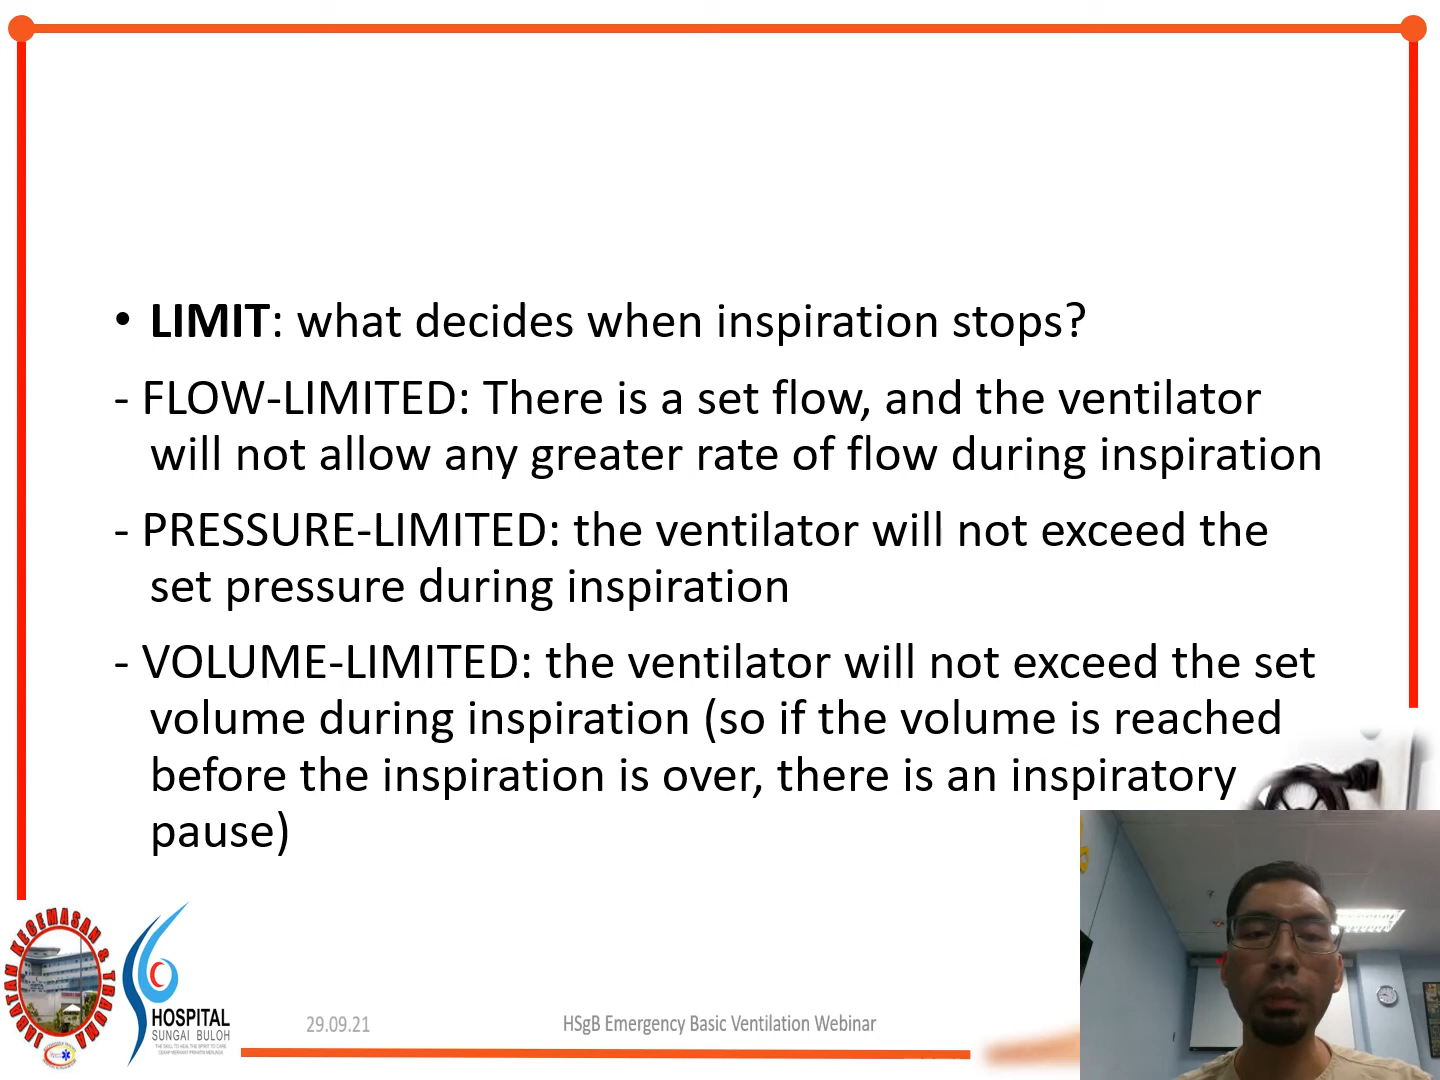 • LIMIT: what decides when inspiration stops?
- FLOW-LIMITED: There is a set flow, and the ventilator
will not allow any greater rate of flow during inspiration
- PRESSURE-LIMITED: the ventilator will not exceed the
set pressure during inspiration
- VOLUME-LIMITED: the ventilator will not exceed the set
volume during inspiration (so if the volume is reached
before the inspiration is over, there is an inspiratory
pause)
JABATAN KECEMASAN & TRAUMA
HOSPITAL
SUNGAI BULOH
29.09.21
HSgB Emergency Basic Ventilation Webinar